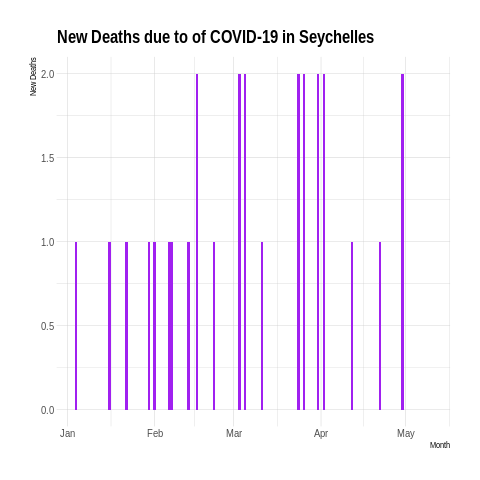 New Deaths due to of COVID-19 in Seychelles
New Deaths
2.0
1.5
1.0
0.5
0.0
Jan Feb Mar Apr May
Month